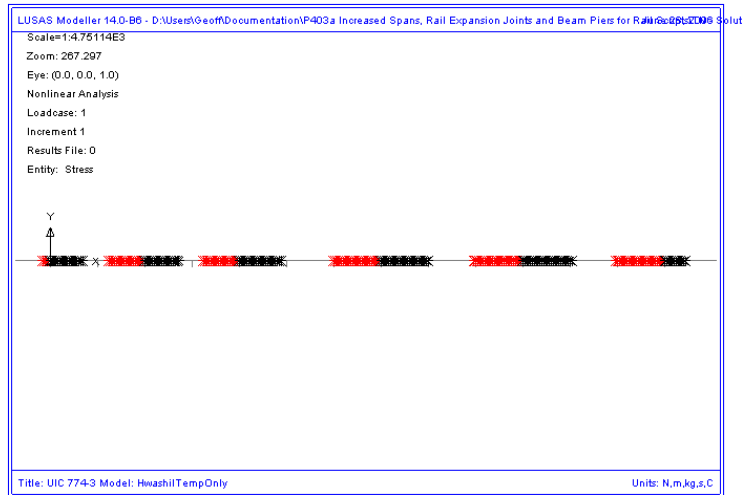 LUSAS Modeller 14.0-B6 - D:\Users\Geoff\Documentation\P403a Increased Spans, Rail Expansion Joints and Beam Piers for Rail
Scale=1:4.75114E3
Zoom: 267.297
Eye: (0.0, 0.0, 1.0)
Nonlinear Analysis
Loadcase: 1
Increment 1
Results File: 0
Entity: Stress
Y
X
Title: UIC 774-3 Model: HwashilTempOnly
Units: N,m,kg,s,C